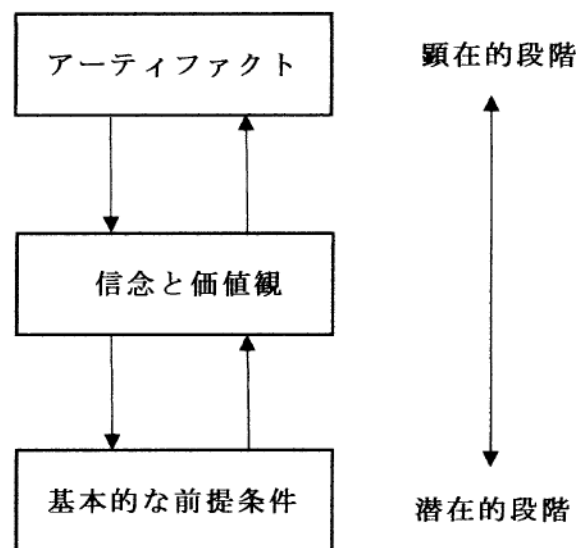 アーティファクト
顕在的段階
信念と価値観
基本的な前提条件
潜在的段階